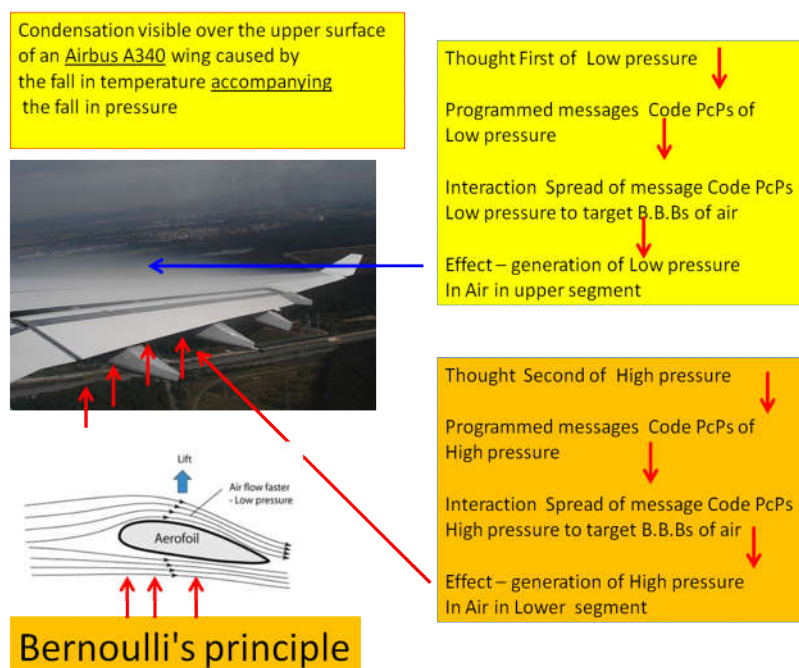 Condensation visible over the upper surface
of an Airbus A340 wing caused by
the fall in temperature accompanying
the fall in pressure
Thought First of Low pressure
Programmed messages Code PcPs of
Low pressure
Interaction Spread of message Code PcPs
Low pressure to target B.B.Bs of air
Effect – generation of Low pressure
In Air in upper segment
Thought Second of High pressure
Programmed messages Code PcPs of
High pressure
Interaction Spread of message Code PcPs
High pressure to target B.B.Bs of air
Effect – generation of High pressure
In Air in Lower segment
Lift
Air flow faster
- Low pressure
Aerofoil
Bernoulli's principle